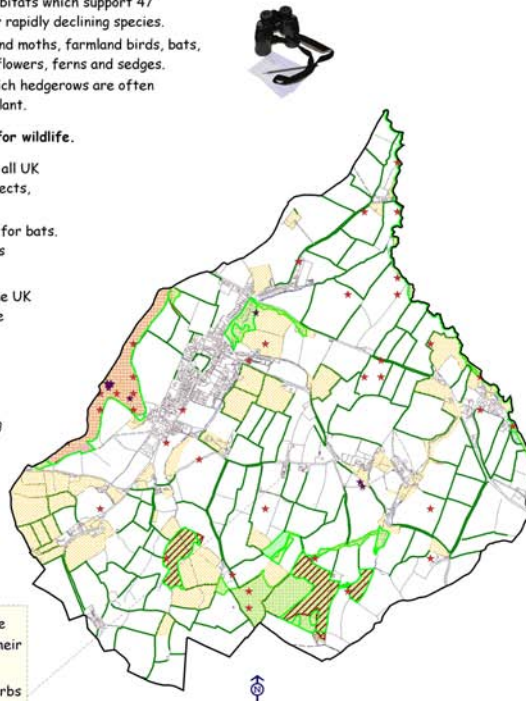 bitats which support 47
r rapidly declining species.
nd moths, farmland birds, bats,
flowers, ferns and sedges.
ich hedgerows are often
lant.
for wildlife.
all UK
ects,
for bats.
s
e UK
e
g
e
neir
rbs
N